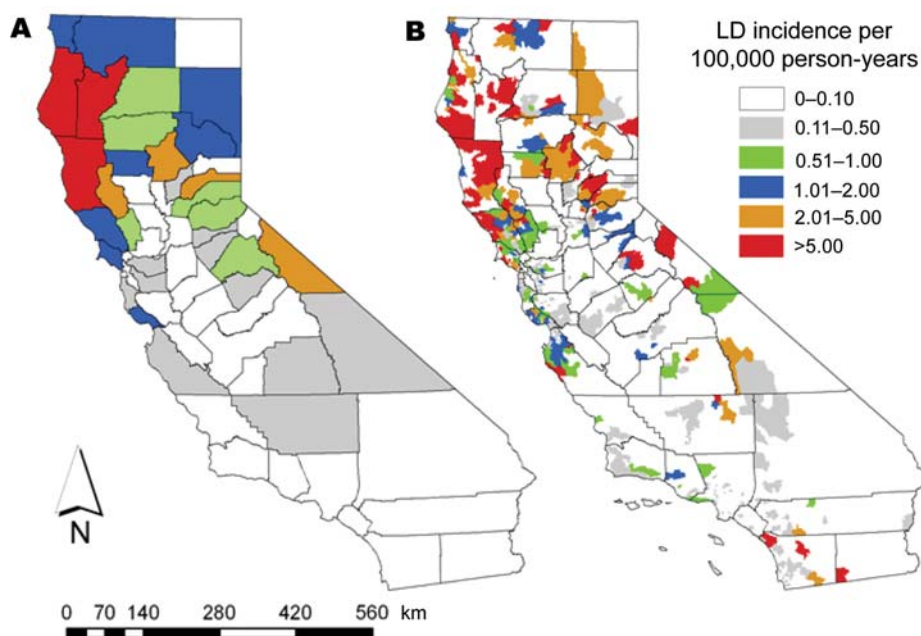 A
B
LD incidence per
100,000 person-years
0–0.10
0.11–0.50
0.51–1.00
1.01–2.00
2.01–5.00
>5.00
N
0 70 140 280 420 560 km